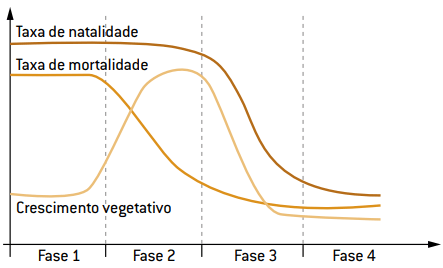 Taxa de natalidade
Taxa de mortalidade
Crescimento vegetativo
Fase 1 Fase 2 Fase 3 Fase 4